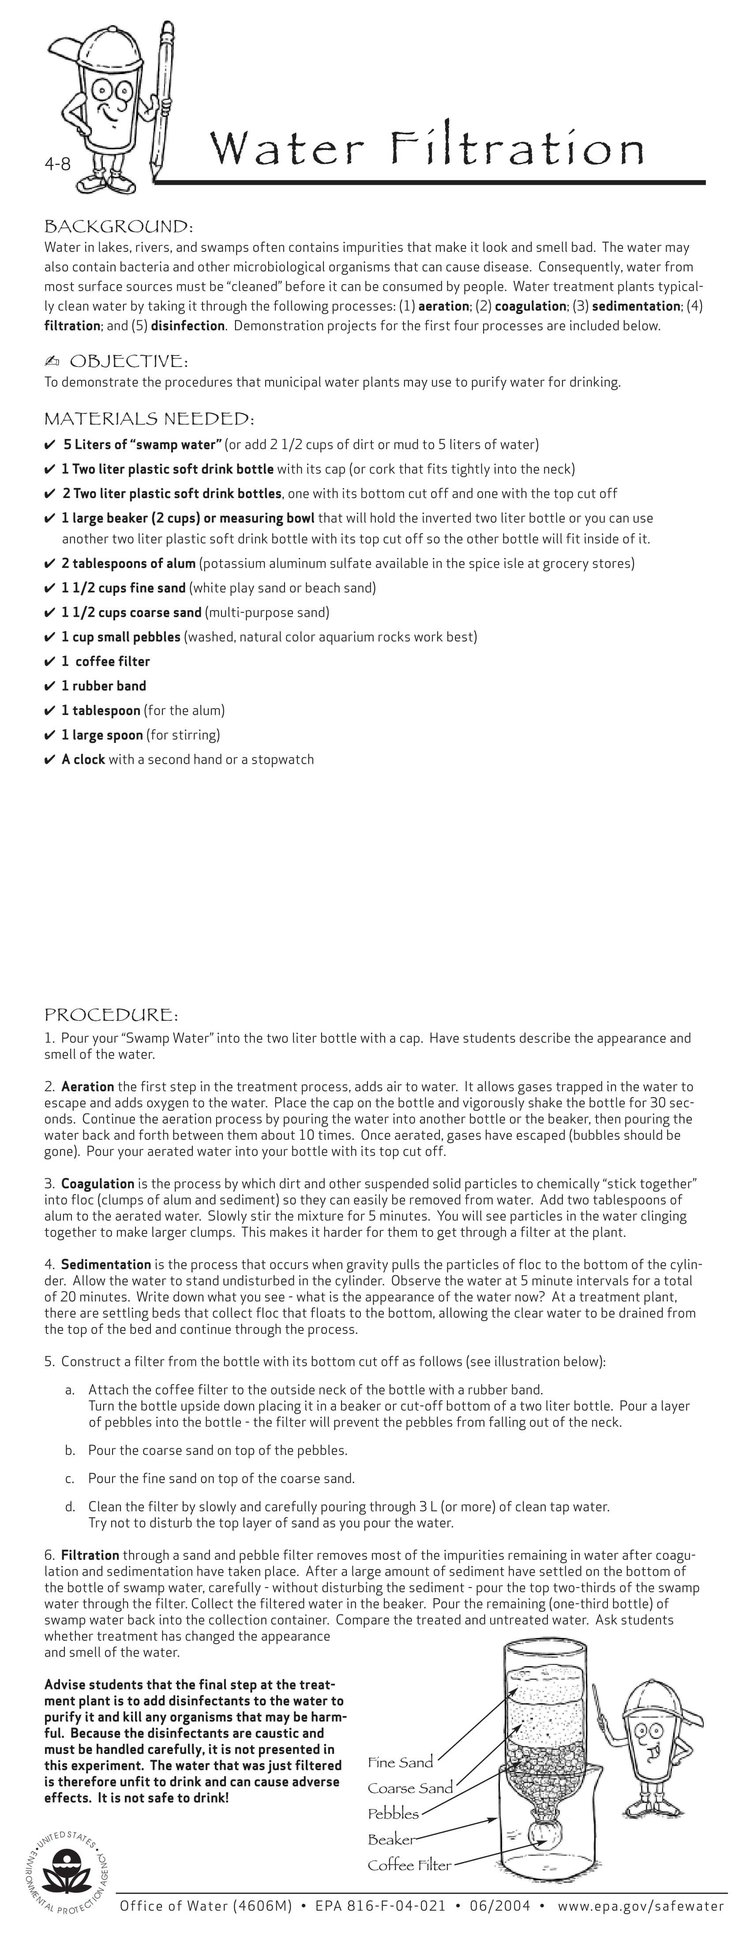 4-8
Water Filtration
BACKGROUND:
Water in lakes, rivers, and swamps often contains impurities that make it look and smell bad.  The water may
also contain bacteria and other microbiological organisms that can cause disease.  Consequently, water from
most surface sources must be “cleaned” before it can be consumed by people.  Water treatment plants typical-
ly clean water by taking it through the following processes: (1) aeration; (2) coagulation; (3) sedimentation; (4)
filtration; and (5) disinfection.  Demonstration projects for the first four processes are included below.
✍ OBJECTIVE:
To demonstrate the procedures that municipal water plants may use to purify water for drinking.
MATERIALS NEEDED:
✔ 5 Liters of “swamp water” (or add 2 1/2 cups of dirt or mud to 5 liters of water)
✔ 1 Two liter plastic soft drink bottle with its cap (or cork that fits tightly into the neck)
✔ 2 Two liter plastic soft drink bottles, one with its bottom cut off and one with the top cut off
✔ 1 large beaker (2 cups) or measuring bowl that will hold the inverted two liter bottle or you can use
another two liter plastic soft drink bottle with its top cut off so the other bottle will fit inside of it.
✔ 2 tablespoons of alum (potassium aluminum sulfate available in the spice isle at grocery stores)
✔ 1 1/2 cups fine sand (white play sand or beach sand)
✔ 1 1/2 cups coarse sand (multi-purpose sand)
✔ 1 cup small pebbles (washed, natural color aquarium rocks work best)
✔ 1 coffee filter
✔ 1 rubber band
✔ 1 tablespoon (for the alum)
✔ 1 large spoon (for stirring)
✔ A clock with a second hand or a stopwatch
PROCEDURE:
1. Pour your “Swamp Water” into the two liter bottle with a cap.  Have students describe the appearance and
smell of the water.
2. Aeration the first step in the treatment process, adds air to water.  It allows gases trapped in the water to
escape and adds oxygen to the water.  Place the cap on the bottle and vigorously shake the bottle for 30 sec-
onds.  Continue the aeration process by pouring the water into another bottle or the beaker, then pouring the
water back and forth between them about 10 times.  Once aerated, gases have escaped (bubbles should be
gone).  Pour your aerated water into your bottle with its top cut off.
3. Coagulation is the process by which dirt and other suspended solid particles to chemically “stick together”
into floc (clumps of alum and sediment) so they can easily be removed from water.  Add two tablespoons of
alum to the aerated water.  Slowly stir the mixture for 5 minutes.  You will see particles in the water clinging
together to make larger clumps.  This makes it harder for them to get through a filter at the plant.
4. Sedimentation is the process that occurs when gravity pulls the particles of floc to the bottom of the cylin-
der.  Allow the water to stand undisturbed in the cylinder.  Observe the water at 5 minute intervals for a total
of 20 minutes.  Write down what you see - what is the appearance of the water now?  At a treatment plant,
there are settling beds that collect floc that floats to the bottom, allowing the clear water to be drained from
the top of the bed and continue through the process.
5. Construct a filter from the bottle with its bottom cut off as follows (see illustration below):
a. Attach the coffee filter to the outside neck of the bottle with a rubber band.
Turn the bottle upside down placing it in a beaker or cut-off bottom of a two liter bottle.  Pour a layer
of pebbles into the bottle - the filter will prevent the pebbles from falling out of the neck.
b. Pour the coarse sand on top of the pebbles.
c. Pour the fine sand on top of the coarse sand.
d. Clean the filter by slowly and carefully pouring through 3 L (or more) of clean tap water.
Try not to disturb the top layer of sand as you pour the water.
6. Filtration through a sand and pebble filter removes most of the impurities remaining in water after coagu-
lation and sedimentation have taken place.  After a large amount of sediment have settled on the bottom of
the bottle of swamp water, carefully - without disturbing the sediment - pour the top two-thirds of the swamp
water through the filter. Collect the filtered water in the beaker.  Pour the remaining (one-third bottle) of
swamp water back into the collection container.  Compare the treated and untreated water.  Ask students
whether treatment has changed the appearance
and smell of the water.
Advise students that the final step at the treat-
ment plant is to add disinfectants to the water to
purify it and kill any organisms that may be harm-
ful.  Because the disinfectants are caustic and
must be handled carefully, it is not presented in
this experiment.  The water that was just filtered
is therefore unfit to drink and can cause adverse
effects.  It is not safe to drink!
Fine Sand
Coarse Sand
Pebbles
Beaker
Coffee Filter
UNITED STATES • ENVIRONMENTAL PROTECTION AGENCY •
Office of Water (4606M) • EPA 816-F-04-021 • 06/2004 • www.epa.gov/safewater